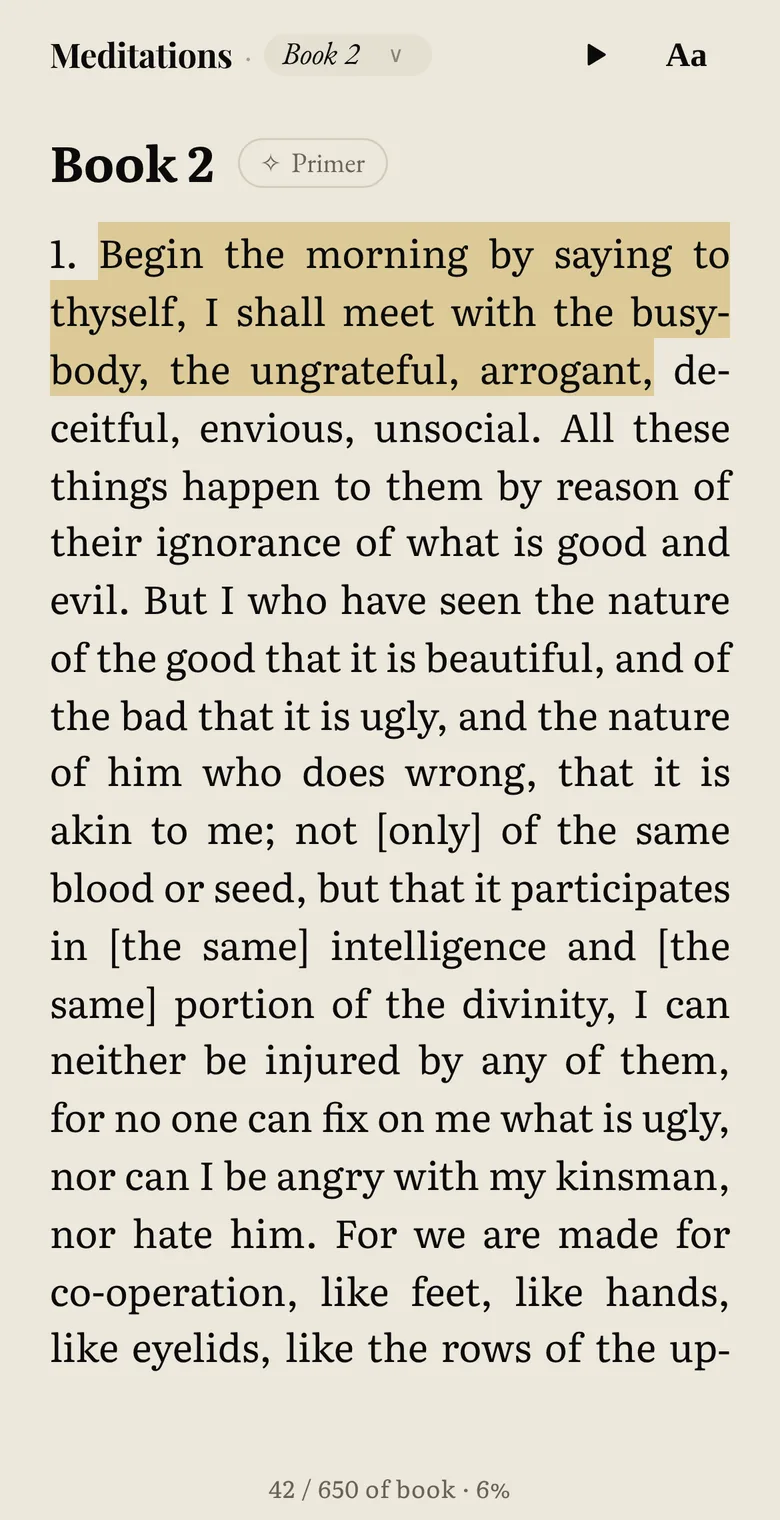 Meditations · Book 2 ∨ ▶ Aa
Book 2 ✧ Primer
1. Begin the morning by saying to
thyself, I shall meet with the busy-
body, the ungrateful, arrogant, de-
ceitful, envious, unsocial. All these
things happen to them by reason of
their ignorance of what is good and
evil. But I who have seen the nature
of the good that it is beautiful, and of
the bad that it is ugly, and the nature
of him who does wrong, that it is
akin to me; not [only] of the same
blood or seed, but that it participates
in [the same] intelligence and [the
same] portion of the divinity, I can
neither be injured by any of them,
for no one can fix on me what is ugly,
nor can I be angry with my kinsman,
nor hate him. For we are made for
co-operation, like feet, like hands,
like eyelids, like the rows of the up-
42 / 650 of book · 6%